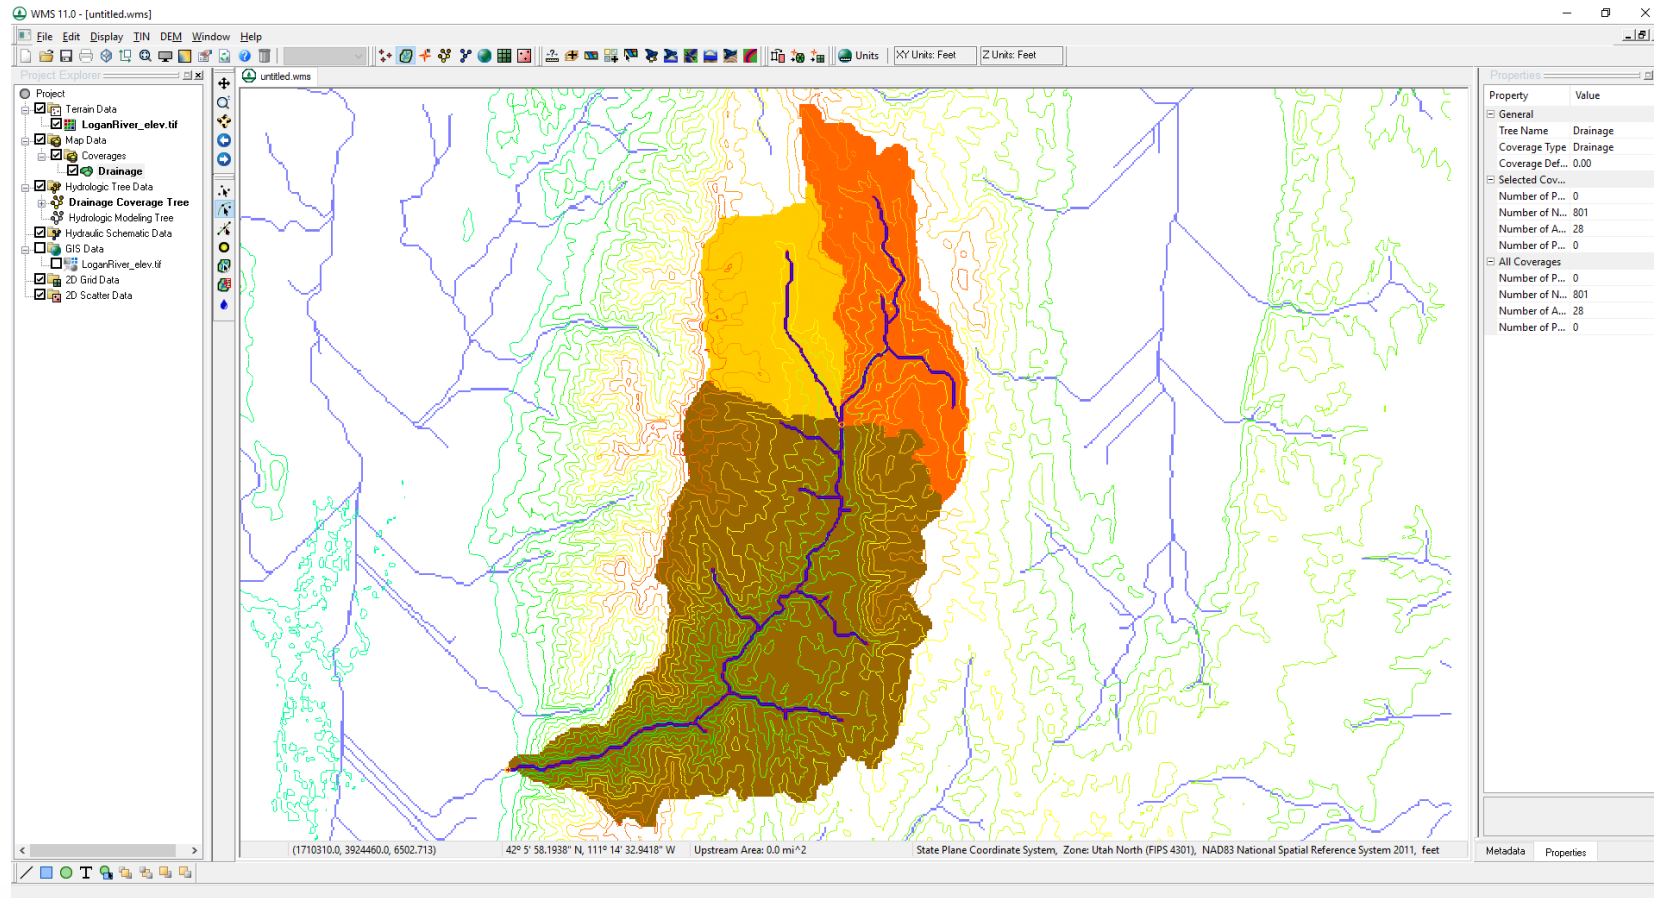 WMS 11.0 - [untitled.wms]
File Edit Display TIN DEM Window Help
Units XY Units: Feet Z Units: Feet
Project Explorer
untitled.wms
Properties
Project
Terrain Data
LoganRiver_elev.tif
Map Data
Coverages
Drainage
Hydrologic Tree Data
Drainage Coverage Tree
Hydrologic Modeling Tree
Hydraulic Schematic Data
GIS Data
LoganRiver_elev.tif
2D Grid Data
2D Scatter Data
Property Value
General
Tree Name Drainage
Coverage Type Drainage
Coverage Def... 0.00
Selected Cov...
Number of P... 0
Number of N... 801
Number of A... 28
Number of P... 0
All Coverages
Number of P... 0
Number of N... 801
Number of A... 28
Number of P... 0
(1710310.0, 3924460.0, 6502.713) 42° 5' 58.1938" N, 111° 14' 32.9418" W Upstream Area: 0.0 mi^2 State Plane Coordinate System, Zone: Utah North (FIPS 4301), NAD83 National Spatial Reference System 2011, feet
Metadata Properties
T